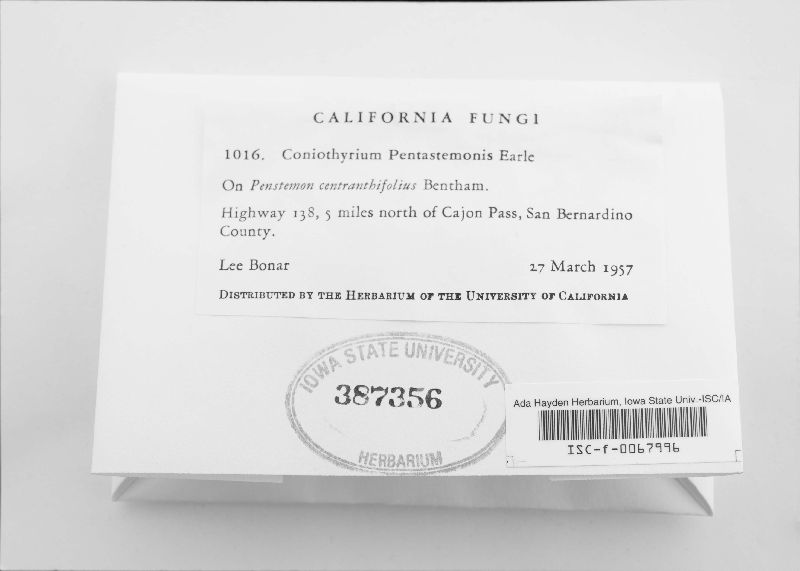 CALIFORNIA FUNGI
1016. Coniothyrium Pentastemonis Earle
On Penstemon centranthifolius Bentham.
Highway 138, 5 miles north of Cajon Pass, San Bernardino
County.
Lee Bonar 27 March 1957
DISTRIBUTED BY THE HERBARIUM OF THE UNIVERSITY OF CALIFORNIA
IOWA STATE UNIVERSITY
387356
HERBARIUM
Ada Hayden Herbarium, Iowa State Univ.-ISC/IA
ISC-f-0067996